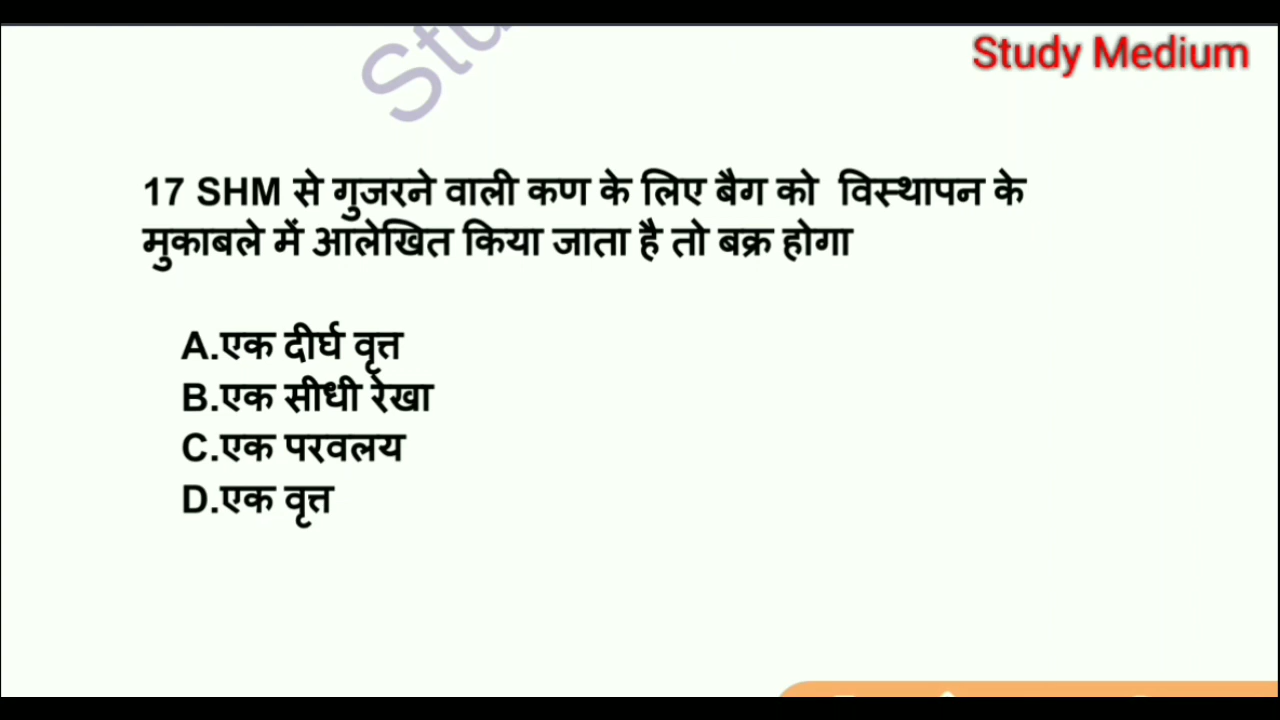 Study Medium
17 SHM से गुजरने वाली कण के लिए बैग को विस्थापन के
मुकाबले में आलेखित किया जाता है तो बक्र होगा
A.एक दीर्घ वृत्त
B.एक सीधी रेखा
C.एक परवलय
D.एक वृत्त